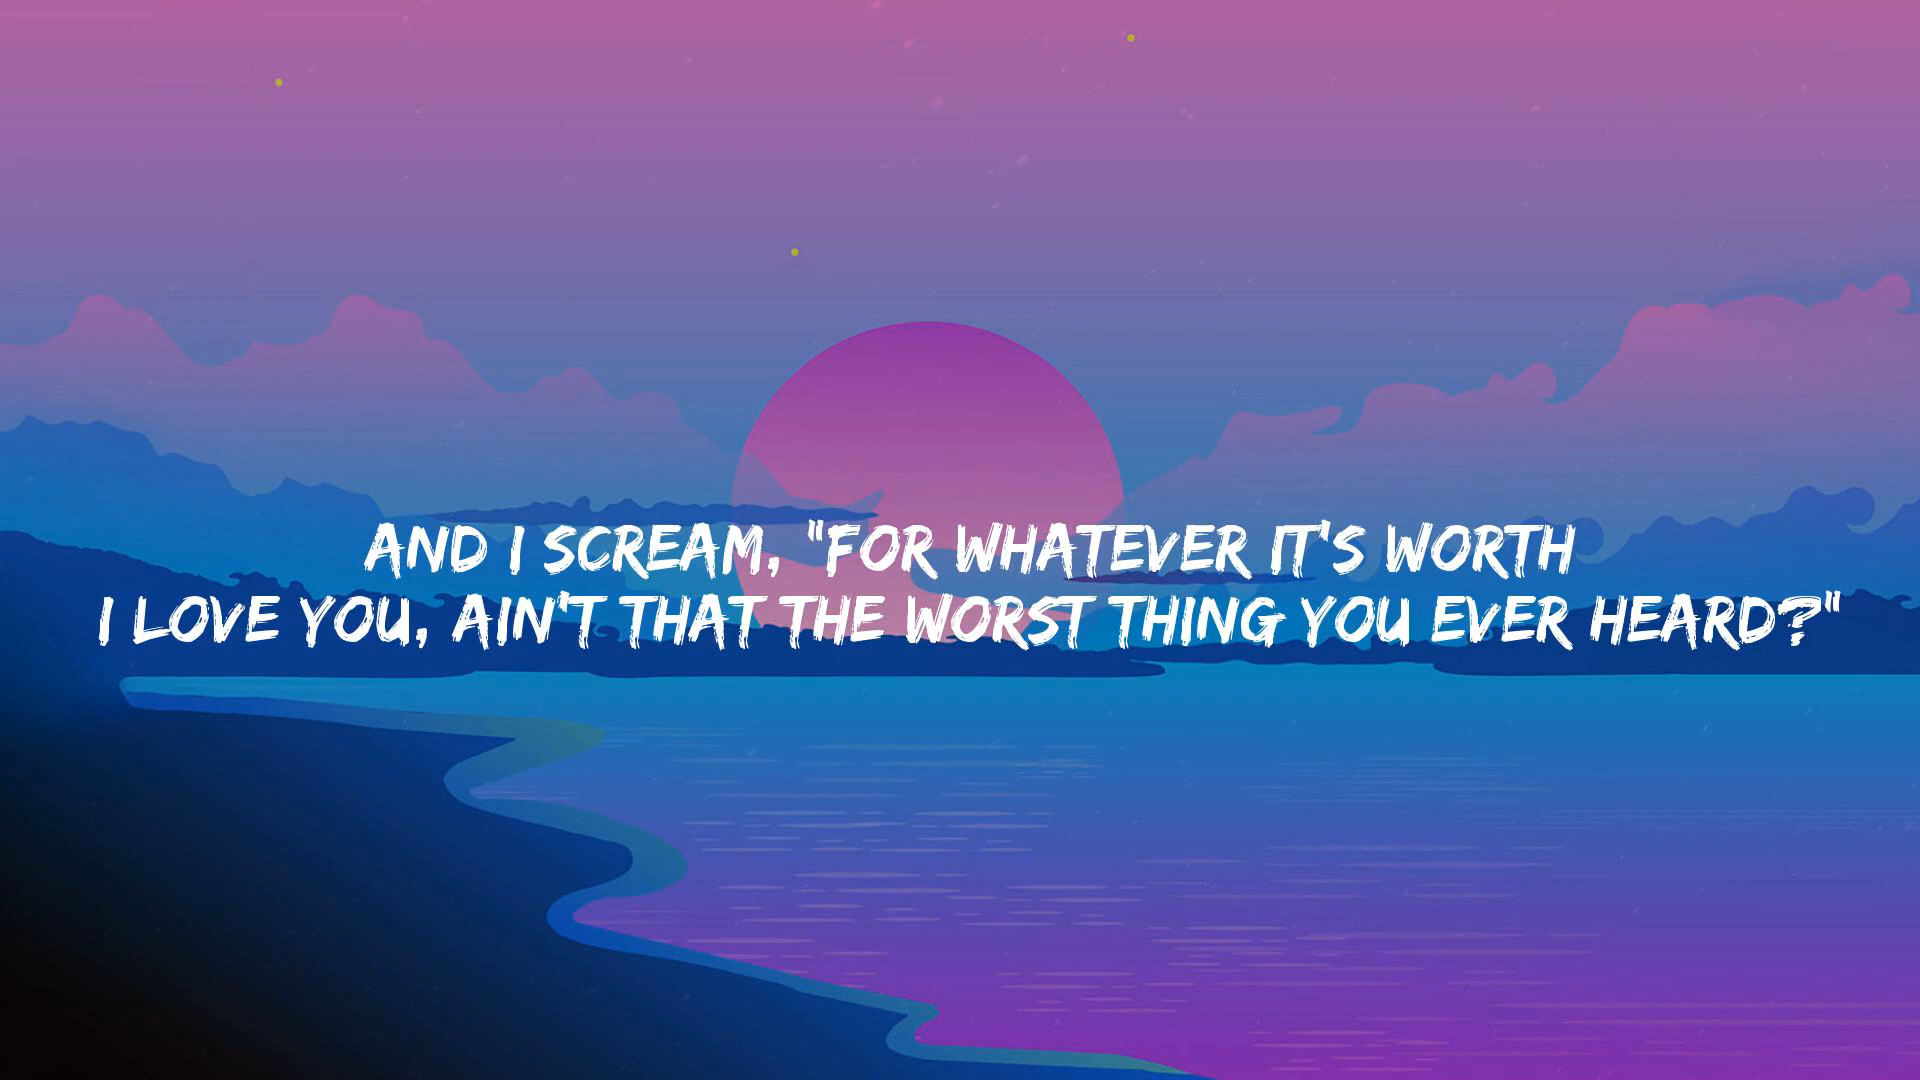 AND I SCREAM, "FOR WHATEVER IT'S WORTH
I LOVE YOU, AIN'T THAT THE WORST THING YOU EVER HEARD?"